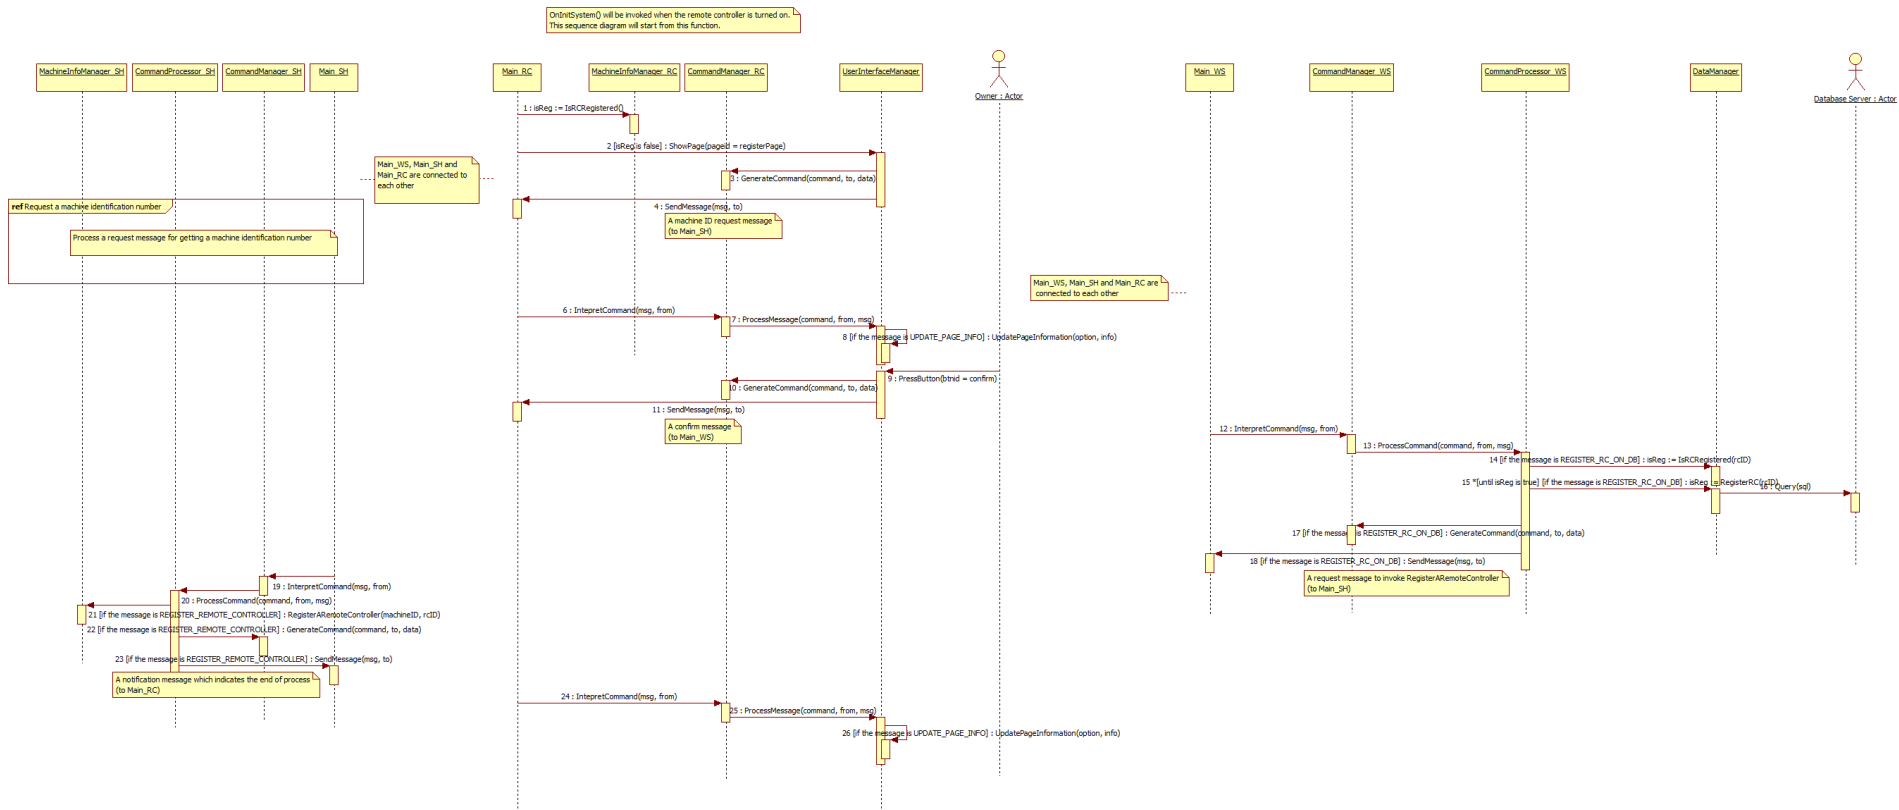 OnInitSystem() will be invoked when the remote controller is turned on.
This sequence diagram will start from this function.
MachineInfoManager_SH
CommandProcessor_SH
CommandManager_SH
Main_SH
Main_RC
MachineInfoManager_RC
CommandManager_RC
UserInterfaceManager
Owner : Actor
Main_WS
CommandManager_WS
CommandProcessor_WS
DataManager
Database Server : Actor
1 : isReg := IsRCRegistered()
2 [isReg is false] : ShowPage(pageid = registerPage)
Main_WS, Main_SH and
Main_RC are connected to
each other
3 : GenerateCommand(command, to, data)
4 : SendMessage(msg, to)
ref Request a machine identification number
A machine ID request message
(to Main_SH)
Process a request message for getting a machine identification number
Main_WS, Main_SH and Main_RC are
connected to each other
6 : IntepretCommand(msg, from)
7 : ProcessMessage(command, from, msg)
8 [if the message is UPDATE_PAGE_INFO] : UpdatePageInformation(option, info)
9 : PressButton(btnid = confirm)
10 : GenerateCommand(command, to, data)
11 : SendMessage(msg, to)
A confirm message
(to Main_WS)
12 : InterpretCommand(msg, from)
13 : ProcessCommand(command, from, msg)
14 [if the message is REGISTER_RC_ON_DB] : isReg := IsRCRegistered(rcID)
15 *[until isReg is true] [if the message is REGISTER_RC_ON_DB] : isReg := RegisterRC(rcID)
16 : Query(sql)
17 [if the message is REGISTER_RC_ON_DB] : GenerateCommand(command, to, data)
18 [if the message is REGISTER_RC_ON_DB] : SendMessage(msg, to)
A request message to invoke RegisterARemoteController
(to Main_SH)
19 : InterpretCommand(msg, from)
20 : ProcessCommand(command, from, msg)
21 [if the message is REGISTER_REMOTE_CONTROLLER] : RegisterARemoteController(machineID, rcID)
22 [if the message is REGISTER_REMOTE_CONTROLLER] : GenerateCommand(command, to, data)
23 [if the message is REGISTER_REMOTE_CONTROLLER] : SendMessage(msg, to)
A notification message which indicates the end of process
(to Main_RC)
24 : IntepretCommand(msg, from)
25 : ProcessMessage(command, from, msg)
26 [if the message is UPDATE_PAGE_INFO] : UpdatePageInformation(option, info)